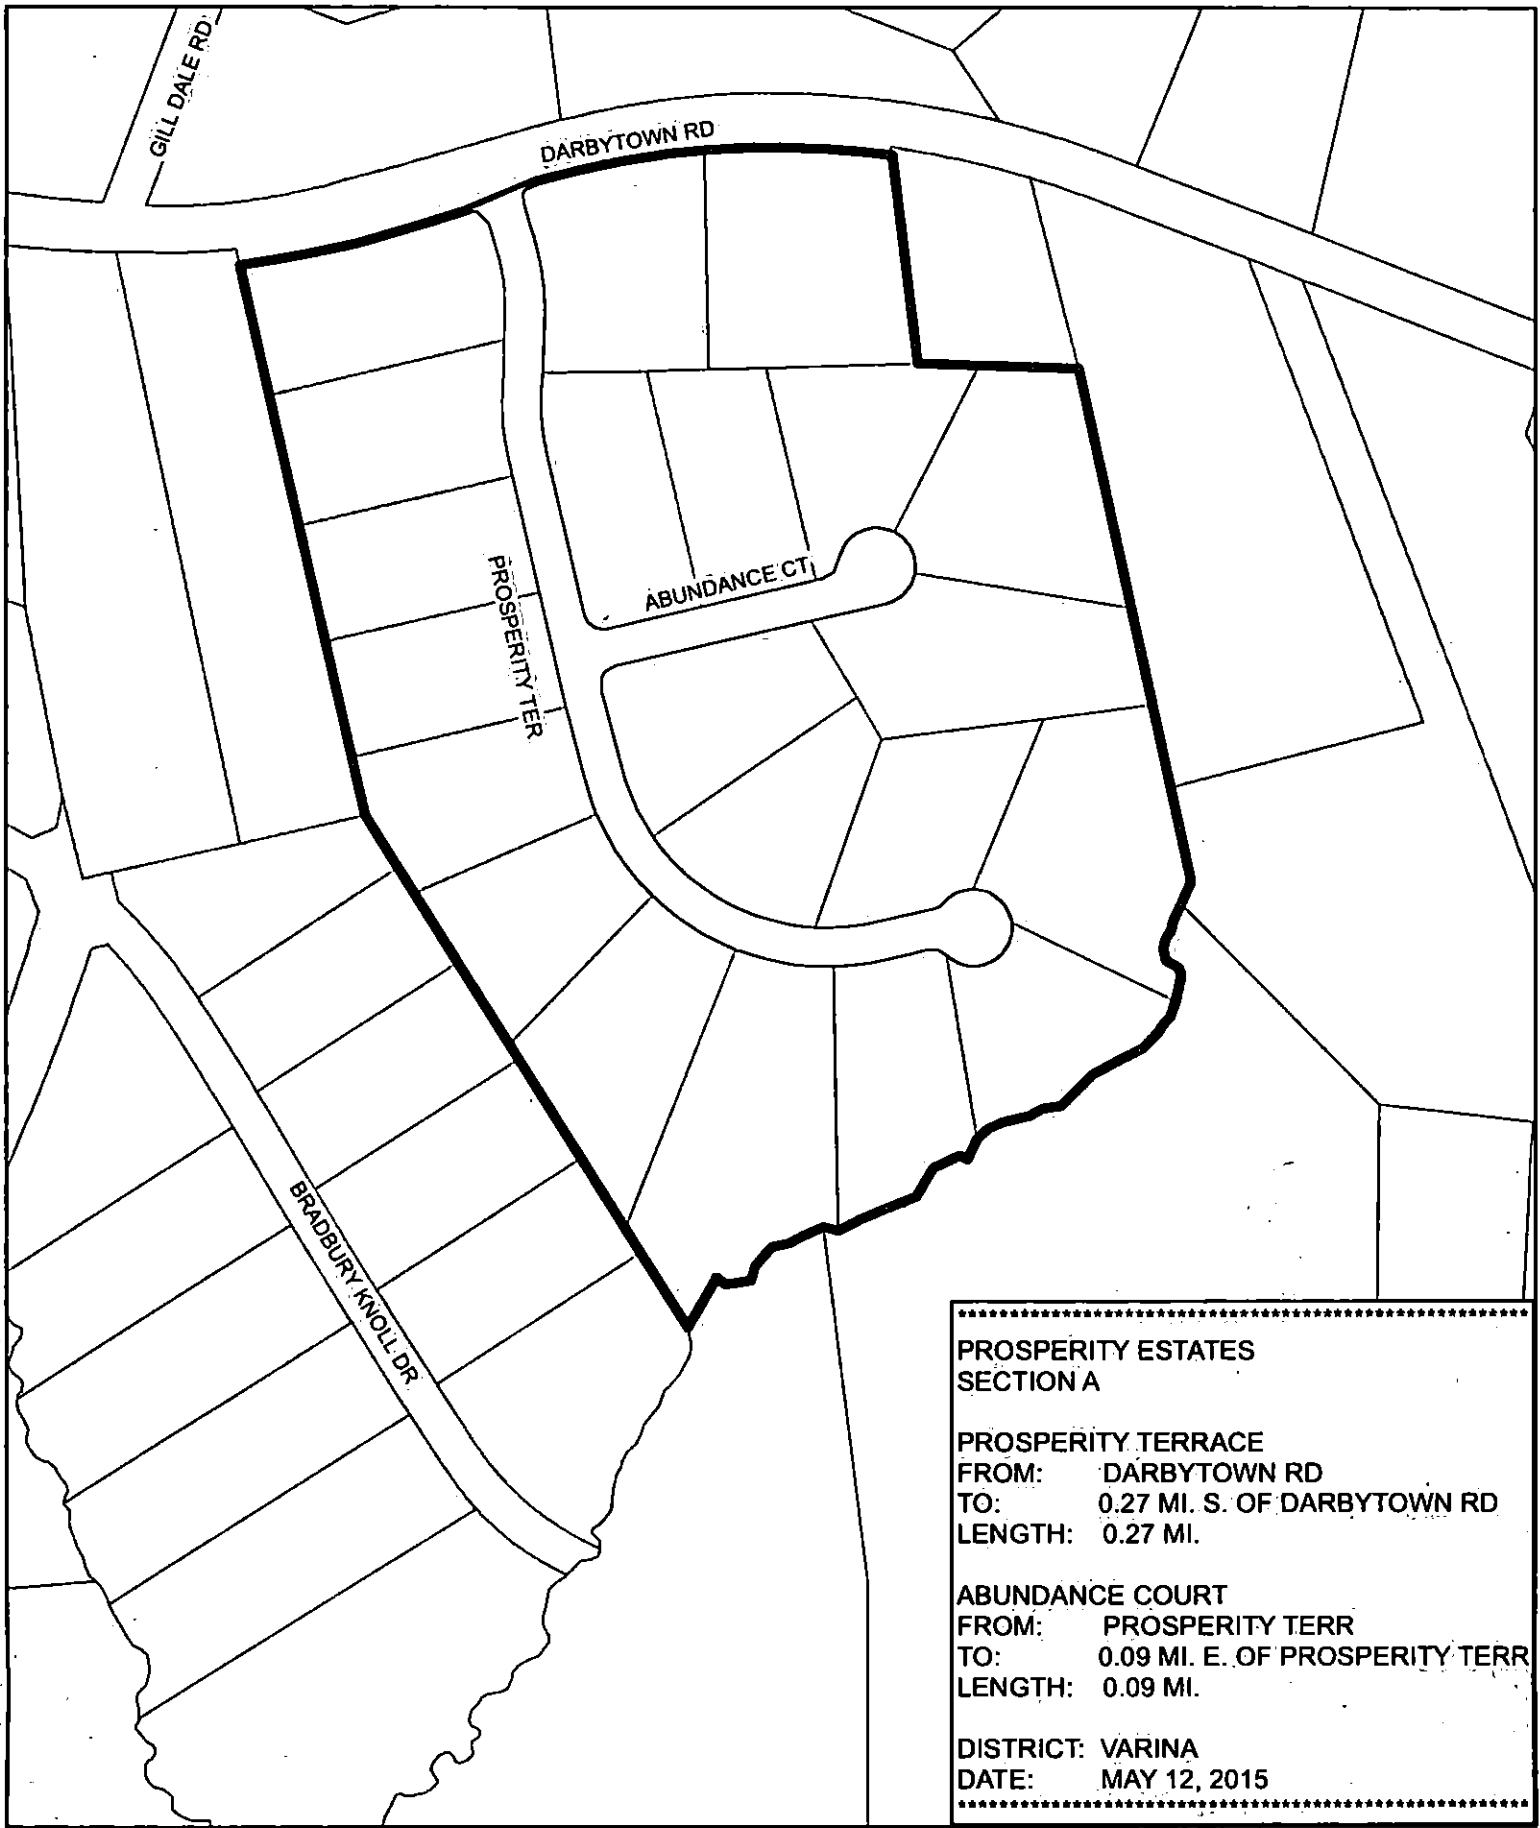 GILL DALE RD
DARBYTOWN RD
PROSPERITY TER
ABUNDANCE CT
BRADBURY KNOLL DR
****************************************************************
PROSPERITY ESTATES
SECTION A
PROSPERITY TERRACE
FROM: DARBYTOWN RD
TO: 0.27 MI. S. OF DARBYTOWN RD
LENGTH: 0.27 MI.
ABUNDANCE COURT
FROM: PROSPERITY TERR
TO: 0.09 MI. E. OF PROSPERITY TERR
LENGTH: 0.09 MI.
DISTRICT: VARINA
DATE: MAY 12, 2015
****************************************************************